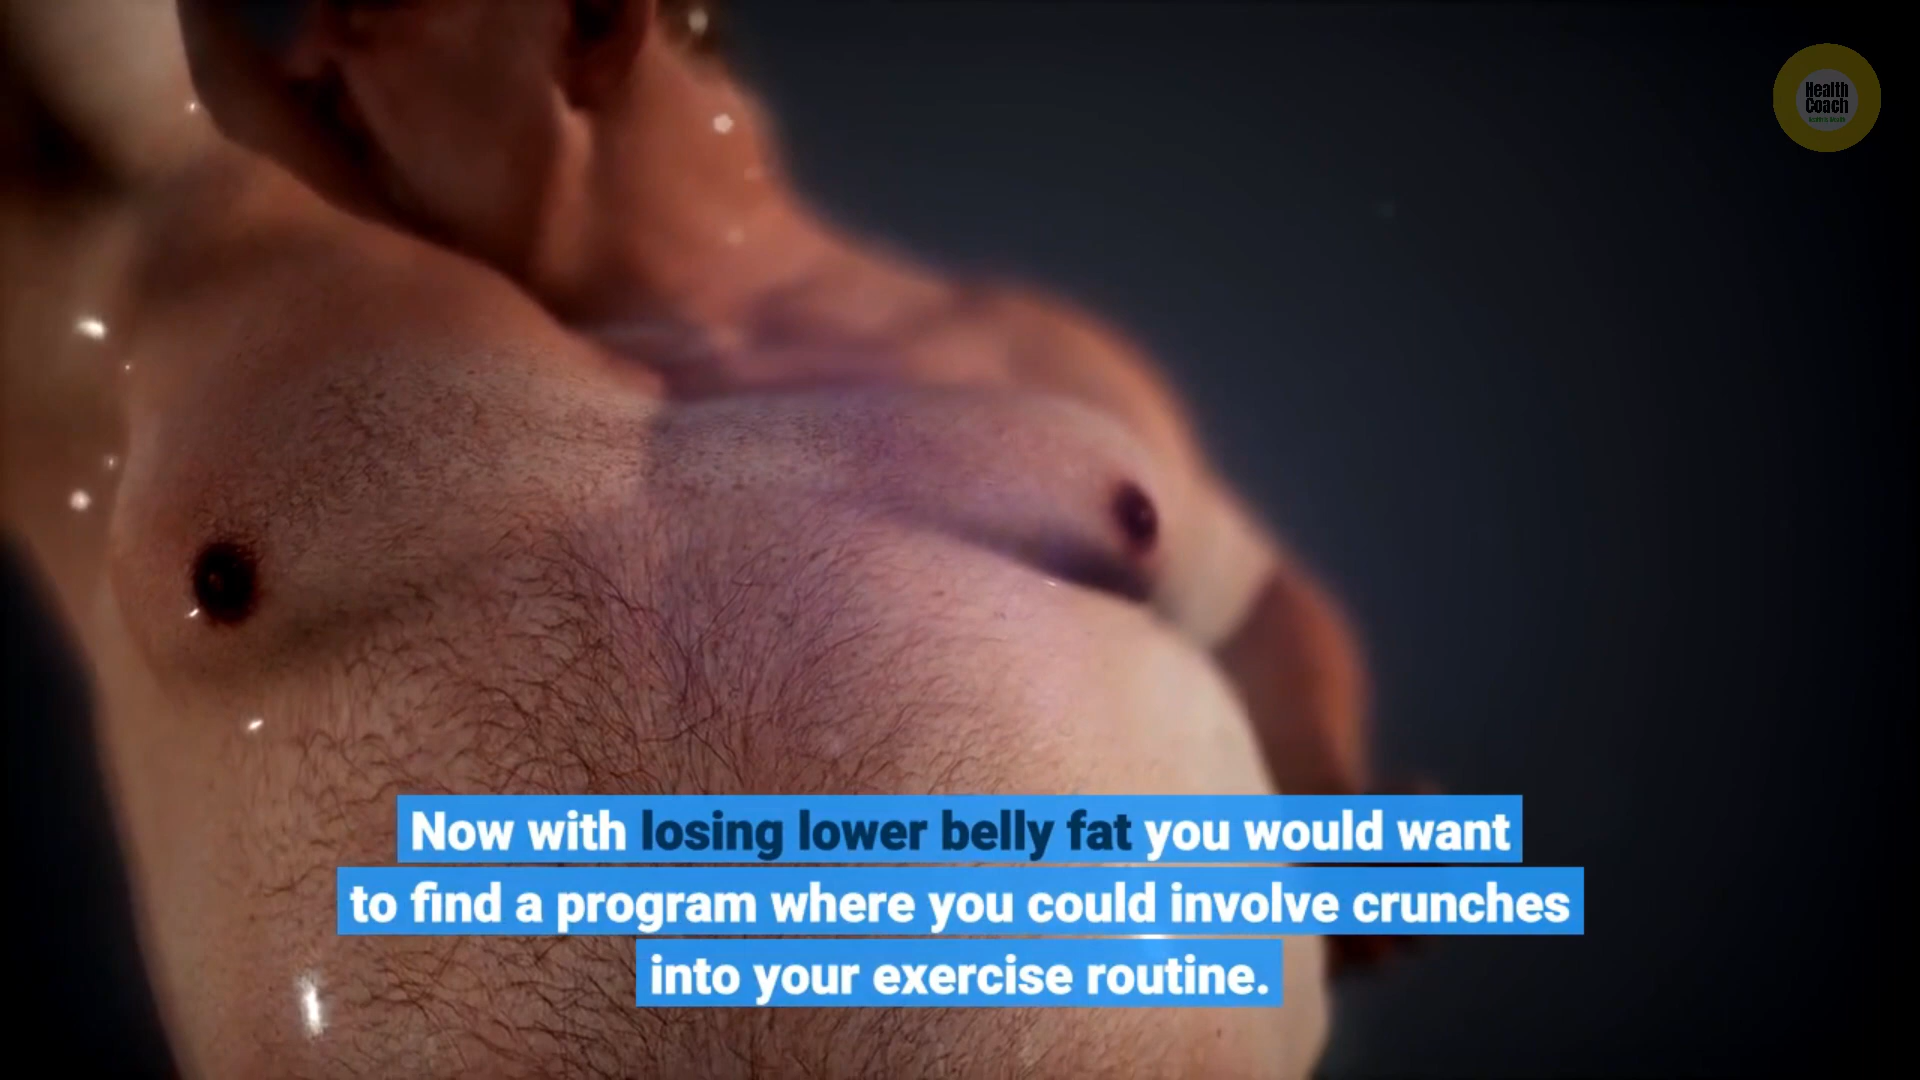 Health
Coach
Now with losing lower belly fat you would want
to find a program where you could involve crunches
into your exercise routine.